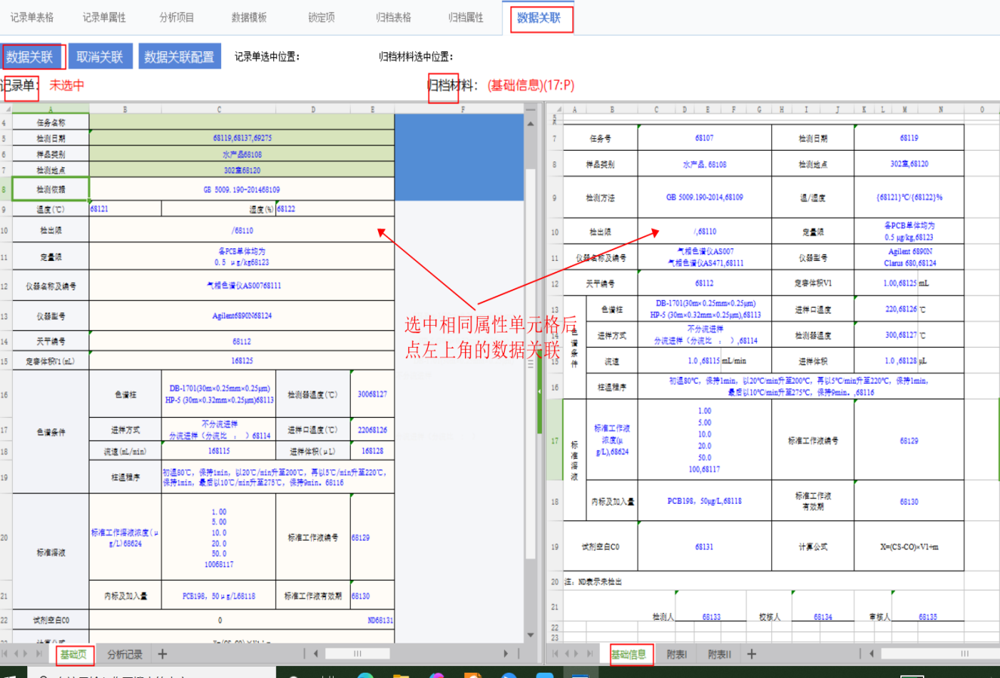 记录单表格 记录单属性 分析项目 数据模板 锁定项 归档表格 归档属性 数据关联
数据关联 取消关联 数据关联配置 记录单选中位置： 归档材料选中位置：
记录单： 未选中 归档材料： (基础信息)(17:P)
A B C D E F
4 任务名称
5 检测日期 68119,68137,69275
6 样品类别 水产品68108
7 检测地点 302室68120
8 检测依据 GB 5009.190-201468109
9 温度(℃) 68121 湿度(%) 68122
10 检出限 /68110
11 定量限 各PCB单体均为
0.5 μg/kg68123
12 仪器名称及编号 气相色谱仪AS00768111
13 仪器型号 Agilent6890N68124
14 天平编号 68112
15 定容体积V1(mL) 168125
16 色谱条件 色谱柱 DB-1701(30m×0.25mm×0.25μm)
HP-5 (30m×0.32mm×0.25μm)68113 检测器温度(℃) 30068127
17 进样方式 不分流进样
分流进样（分流比 ： ）68114 进样口温度(℃) 22068126
18 流速(mL/min) 168115 进样体积(μL) 168128
19 柱温程序 初温80℃，保持1min，以20℃/min升至200℃，再以5℃/min升至220℃，
保持1min，最后以10℃/min升至275℃，保持9min。68116
20 标准溶液 标准工作溶液浓度(μ
g/L)68624
1.00
5.00
10.0
20.0
50.0
10068117
标准工作液编号 68129
21 内标及加入量 PCB198，50μg/L68118 标准工作液有效期 68130
22 试剂空白C0 0 ND68131
基础页 分析记录 +
A B C D E F G H I J K L M N O
7 任务号 68107 检测日期 68119
8 样品类别 水产品,68108 检测地点 302室,68120
9 检测方法 GB 5009.190-2014,68109 温/湿度 {68121}℃/{68122}%
10 检出限 /,68110 定量限 各PCB单体均为
0.5 μg/kg,68123
11 仪器名称及编号 气相色谱仪AS007
气相色谱仪AS471,68111 仪器型号 Agilent 6890N
Clarus 680,68124
12 天平编号 68112 定容体积V1 1.00,68125 mL
13 色谱条件 色谱柱 DB-1701(30m×0.25mm×0.25μm)
HP-5 (30m×0.32mm×0.25μm),68113 进样口温度 220,68126 ℃
14 进样方式 不分流进样
分流进样（分流比 ： ）,68114 检测器温度 300,68127 ℃
15 流速 1.0 ,68115 mL/min 进样体积 1.0 ,68128 μL
16 柱温程序 初温80℃，保持1min，以20℃/min升至200℃，再以5℃/min升至220℃，保持1min，
最后以10℃/min升至275℃，保持9min。,68116
17 标准溶液 标准工作液
浓度(μ
g/L),68624
1.00
5.00
10.0
20.0
50.0
100,68117
标准工作液编号 68129
18 内标及加入量 PCB198，50μg/L,68118 标准工作液
有效期 68130
19 试剂空白C0 68131 计算公式 X=(CS-CO)×V1÷m
20 注：ND表示未检出
21 检测人 68133 校核人 68134 审核人 68135
22
23
基础信息 附表I 附表II +
选中相同属性单元格后
点左上角的数据关联